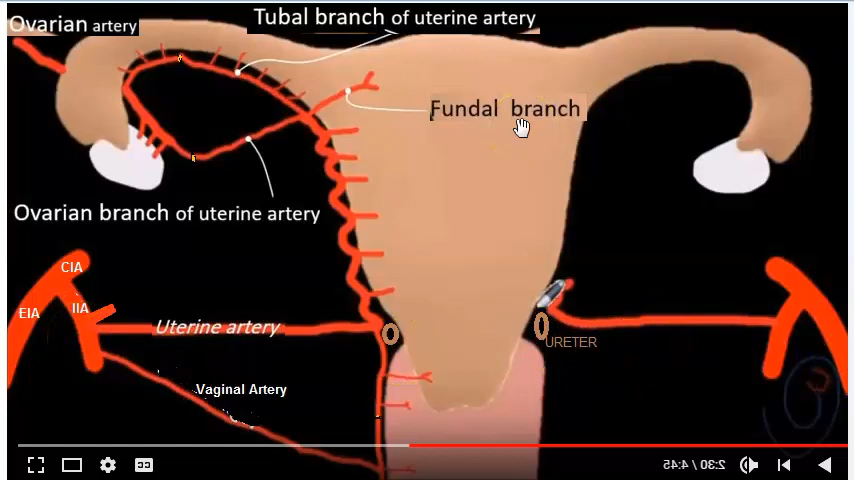 Ovarian artery
Tubal branch of uterine artery
Fundal branch
Ovarian branch of uterine artery
CIA
EIA
IIA
Uterine artery
URETER
Vaginal Artery
CC
2:30 / 4:45